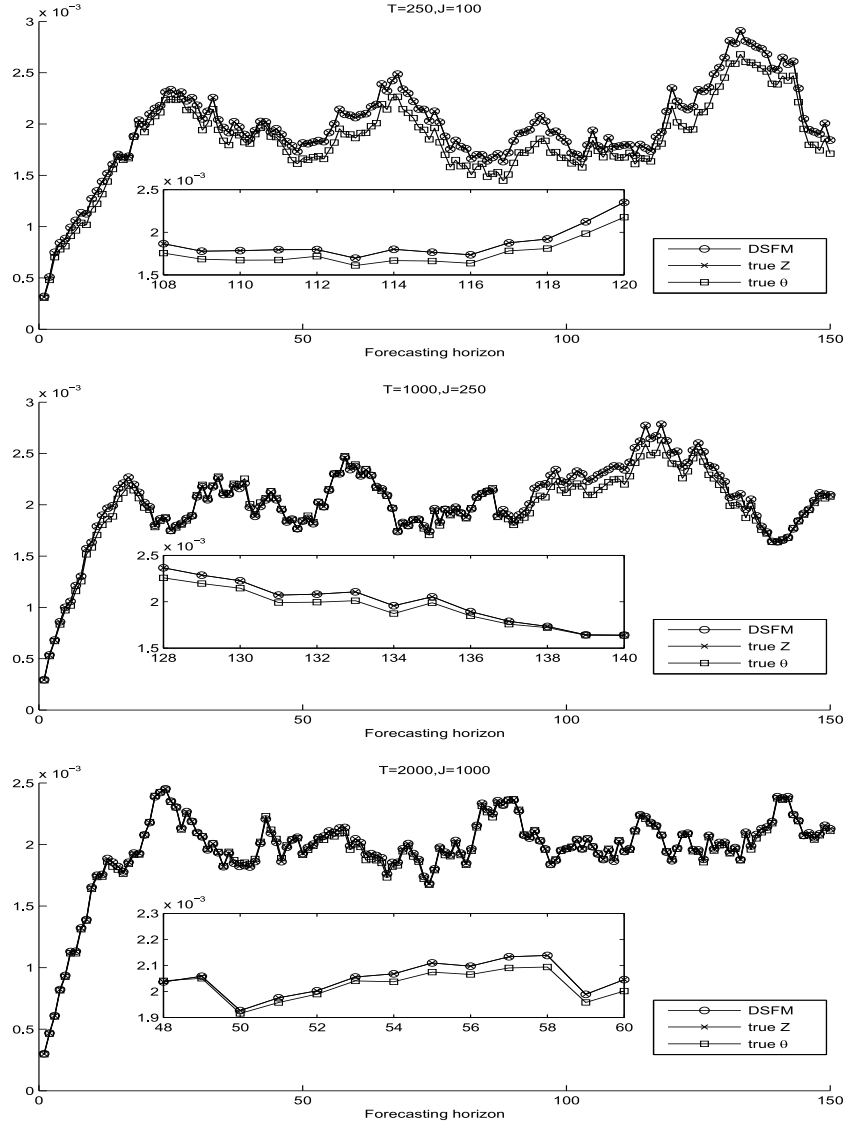 T=250,J=100
x 10−3
3
2.5
2
1.5
1
0.5
0
0 50 100 150
Forecasting horizon
x 10−3
2.5
2
1.5
108 110 112 114 116 118 120
DSFM
true Z
true θ
T=1000,J=250
x 10−3
3
2.5
2
1.5
1
0.5
0
0 50 100 150
Forecasting horizon
x 10−3
2.5
2
1.5
128 130 132 134 136 138 140
DSFM
true Z
true θ
T=2000,J=1000
x 10−3
2.5
2
1.5
1
0.5
0
0 50 100 150
Forecasting horizon
x 10−3
2.3
2.2
2.1
2
1.9
48 50 52 54 56 58 60
DSFM
true Z
true θ